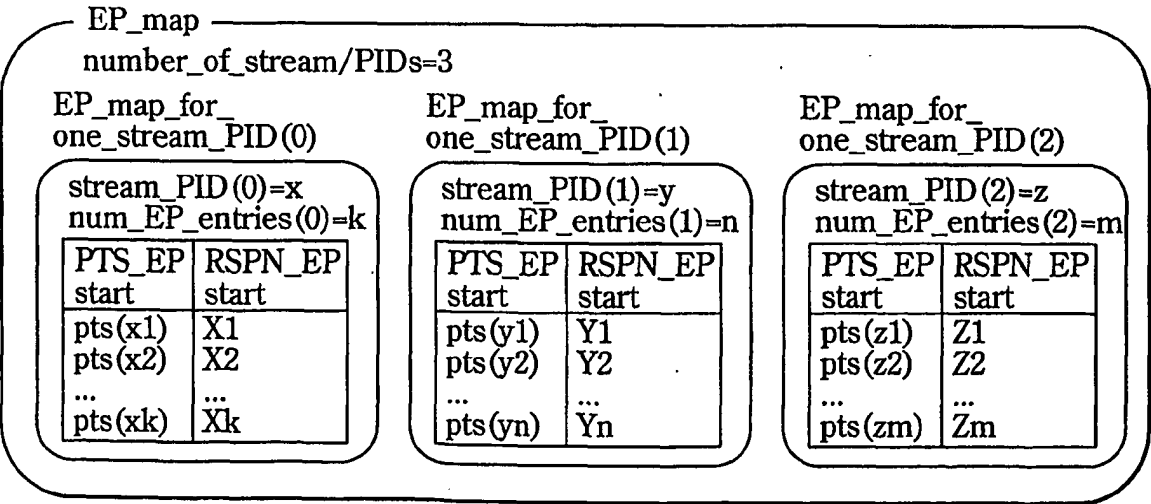 EP_map
number_of_stream/PIDs=3
EP_map_for_
one_stream_PID(0)
stream_PID(0)=x
num_EP_entries(0)=k
PTS_EP RSPN_EP
start start
pts(x1) X1
pts(x2) X2
... ...
pts(xk) Xk
EP_map_for_
one_stream_PID(1)
stream_PID(1)=y
num_EP_entries(1)=n
PTS_EP RSPN_EP
start start
pts(y1) Y1
pts(y2) Y2
... ...
pts(yn) Yn
EP_map_for_
one_stream_PID(2)
stream_PID(2)=z
num_EP_entries(2)=m
PTS_EP RSPN_EP
start start
pts(z1) Z1
pts(z2) Z2
... ...
pts(zm) Zm